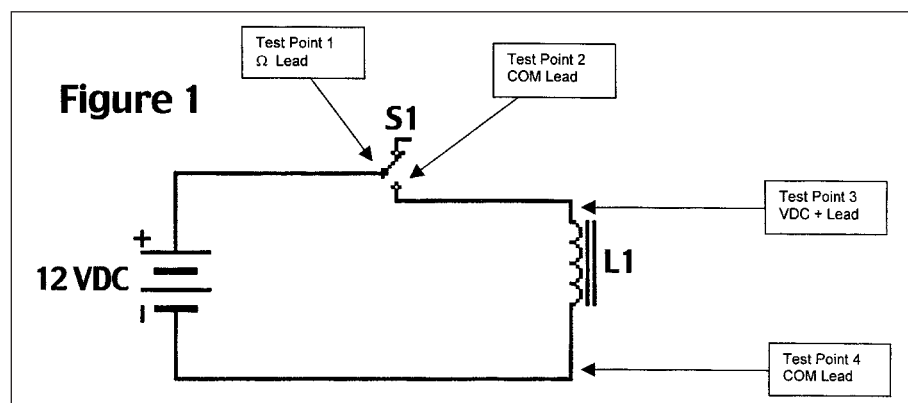 Test Point 1
Ω Lead
Test Point 2
COM Lead
Figure 1
S1
Test Point 3
VDC + Lead
+
12 VDC
L1
Test Point 4
COM Lead